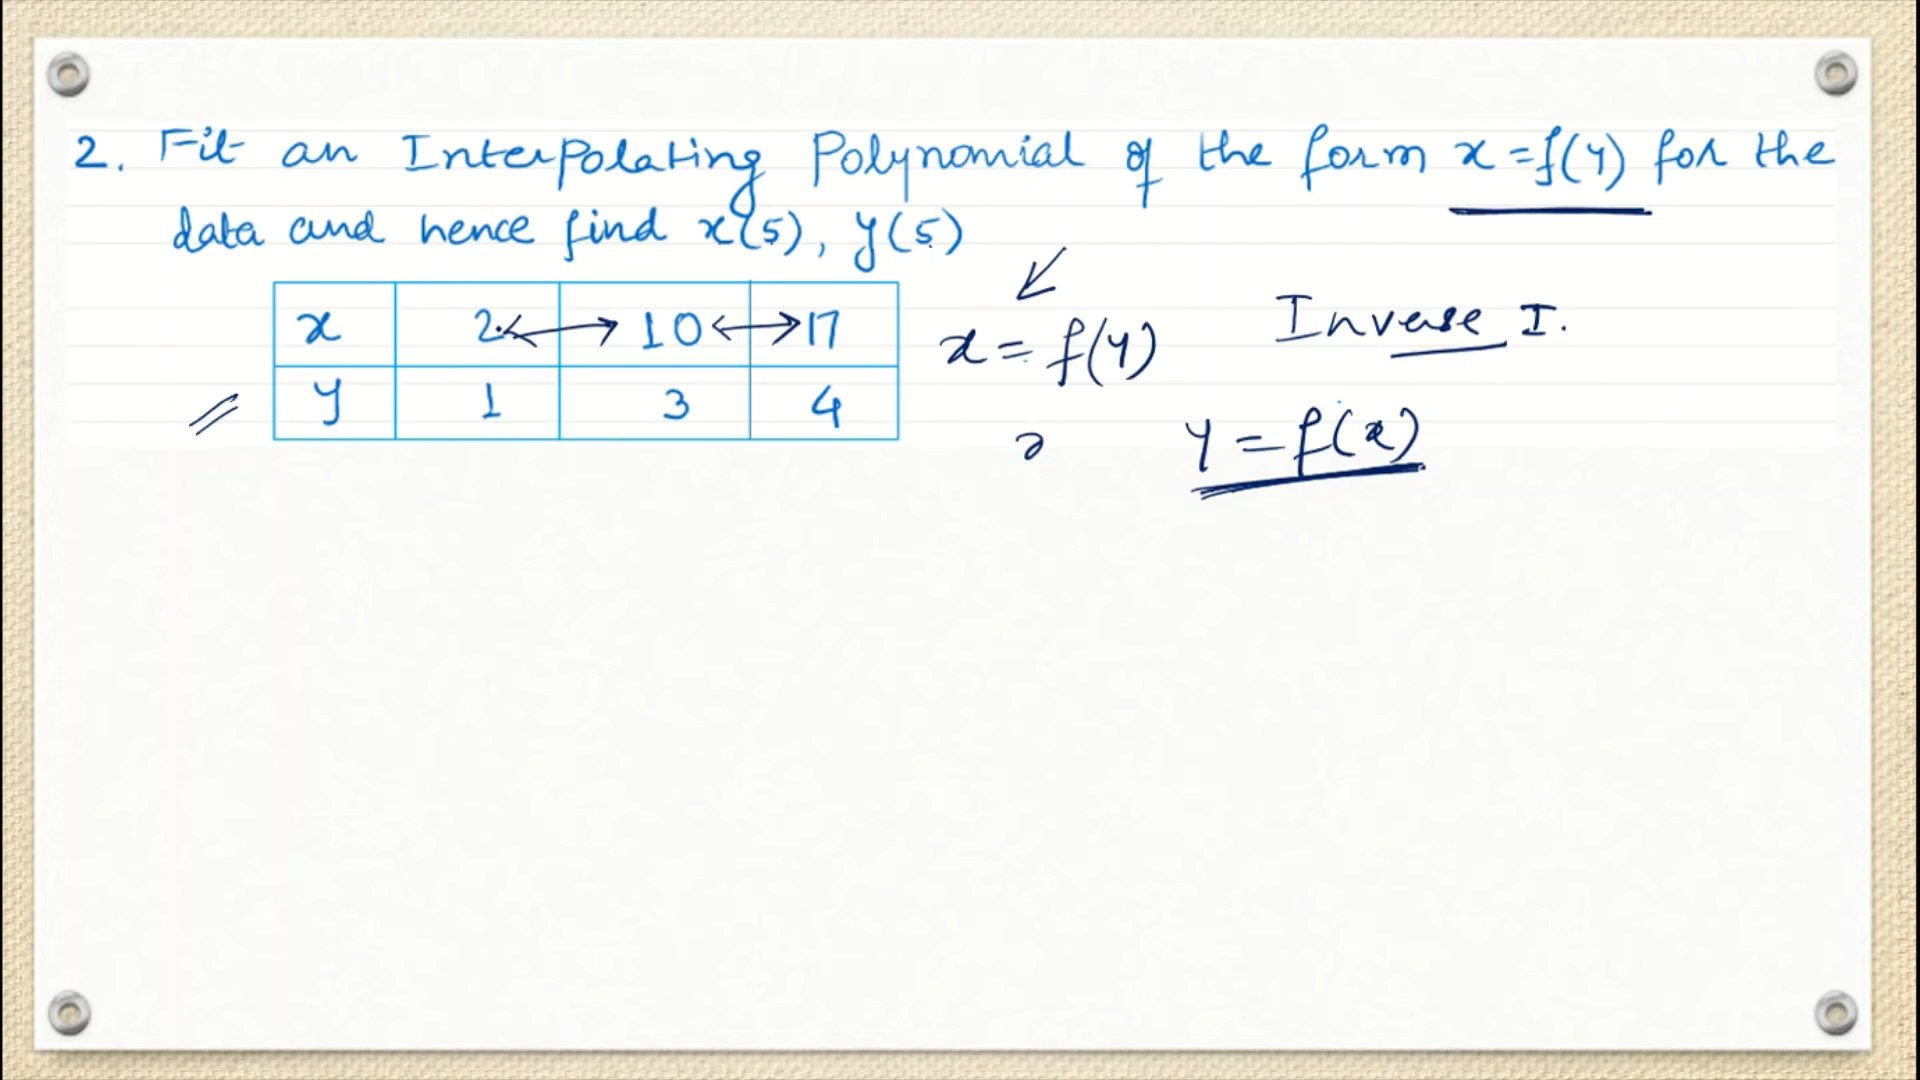 2. Fit an Interpolating Polynomial of the form x = f(y) for the
data and hence find x(5), y(5)
x 2 10 17
y 1 3 4
x = f(y)
Inverse I.
y = f(x)